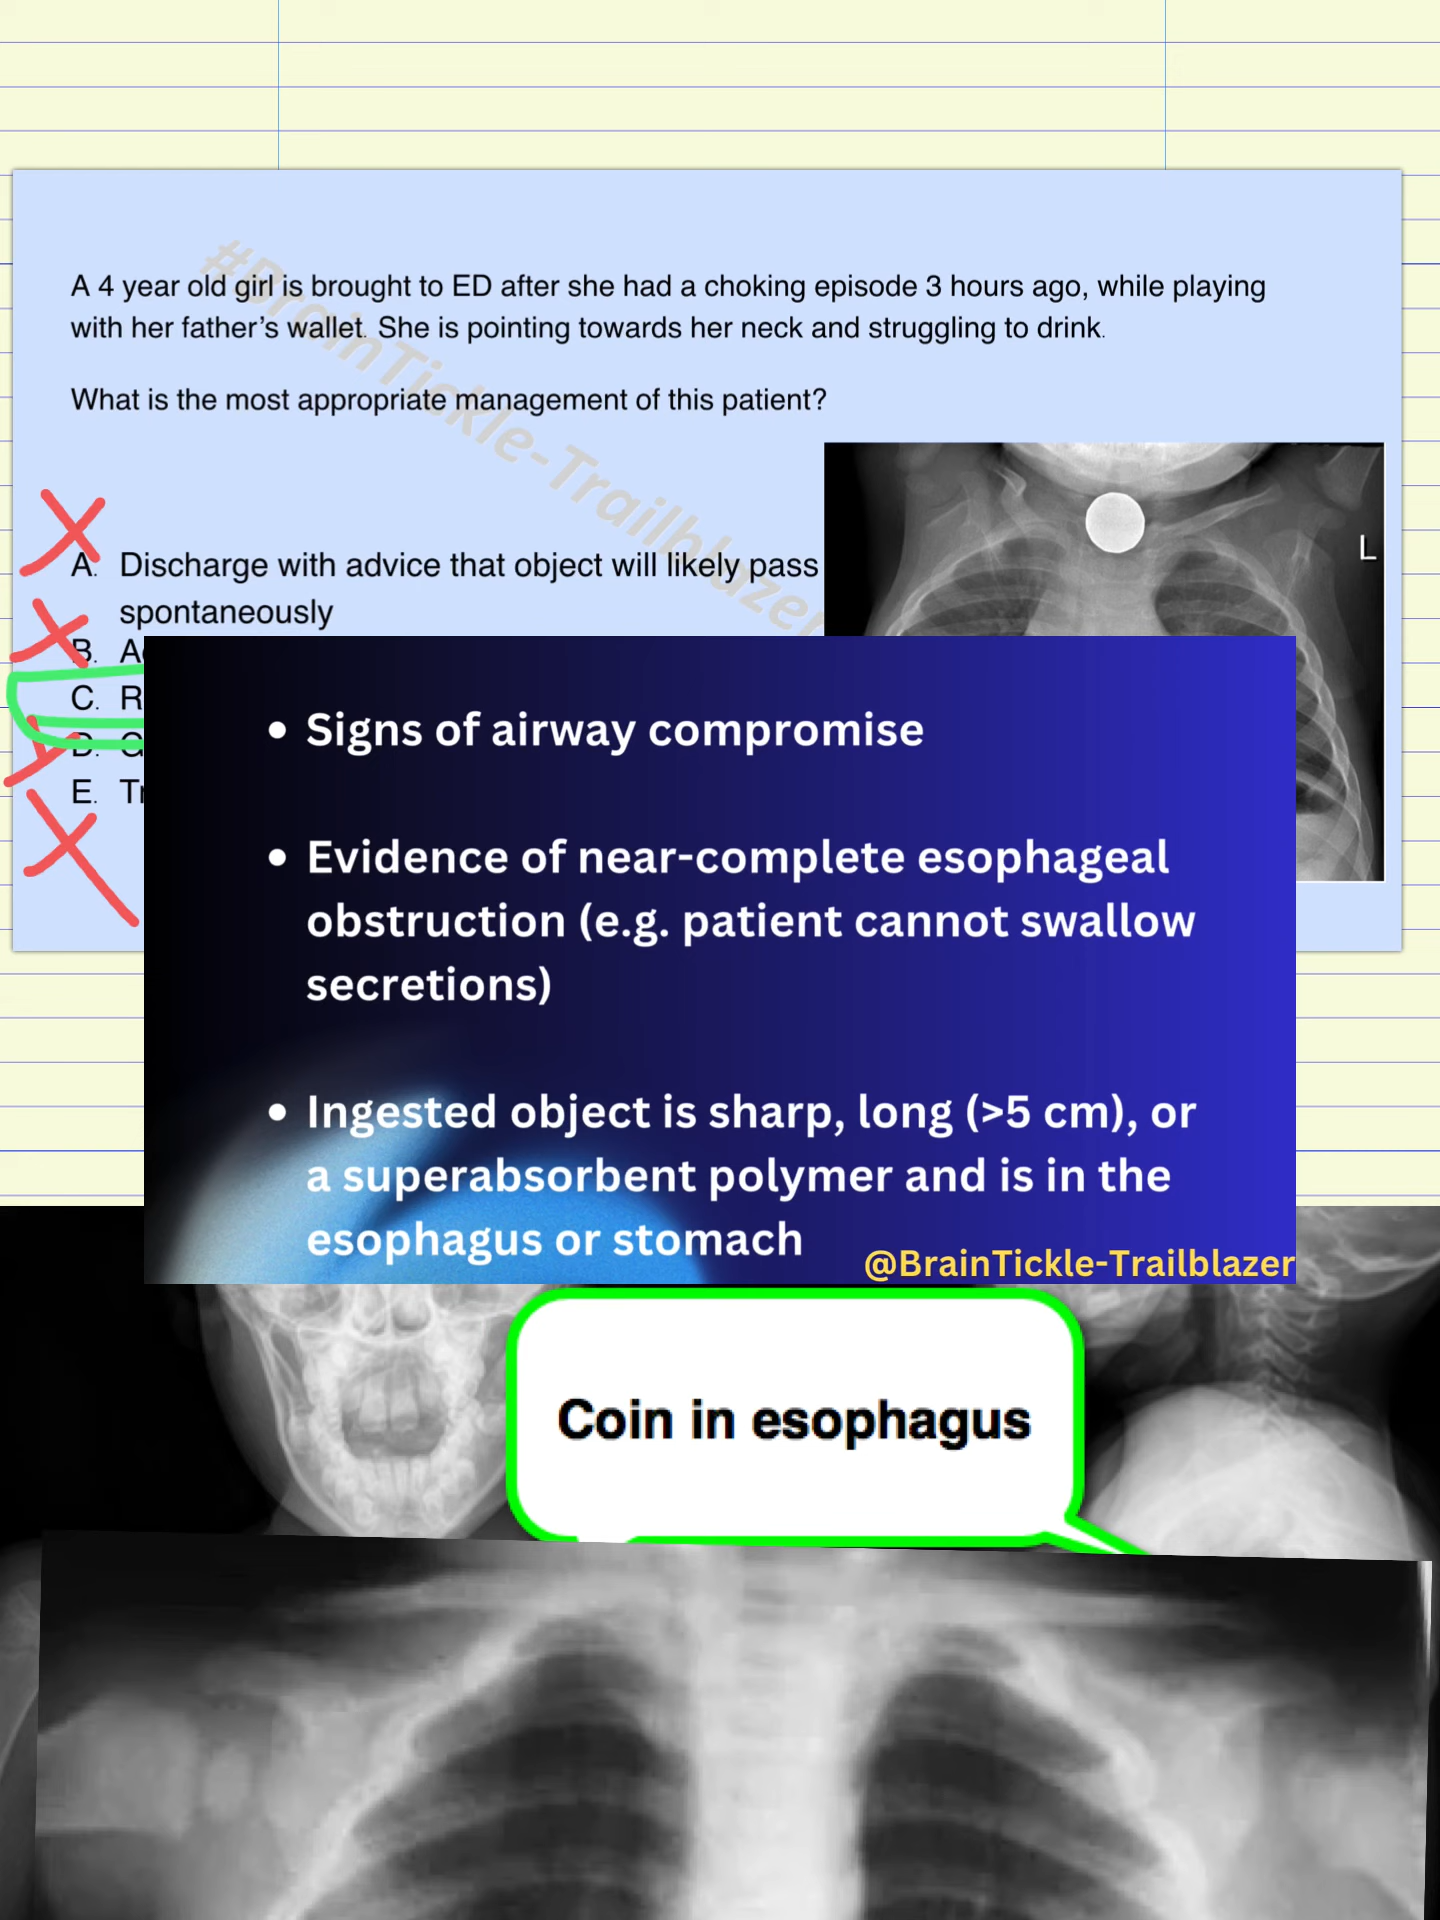 A 4 year old girl is brought to ED after she had a choking episode 3 hours ago, while playing
with her father's wallet. She is pointing towards her neck and struggling to drink.
What is the most appropriate management of this patient?
#BrainTickle-Trailblazer
L
A. Discharge with advice that object will likely pass
spontaneously
B.
C.
D.
E.
• Signs of airway compromise
• Evidence of near-complete esophageal
obstruction (e.g. patient cannot swallow
secretions)
• Ingested object is sharp, long (>5 cm), or
a superabsorbent polymer and is in the
esophagus or stomach
@BrainTickle-Trailblazer
Coin in esophagus